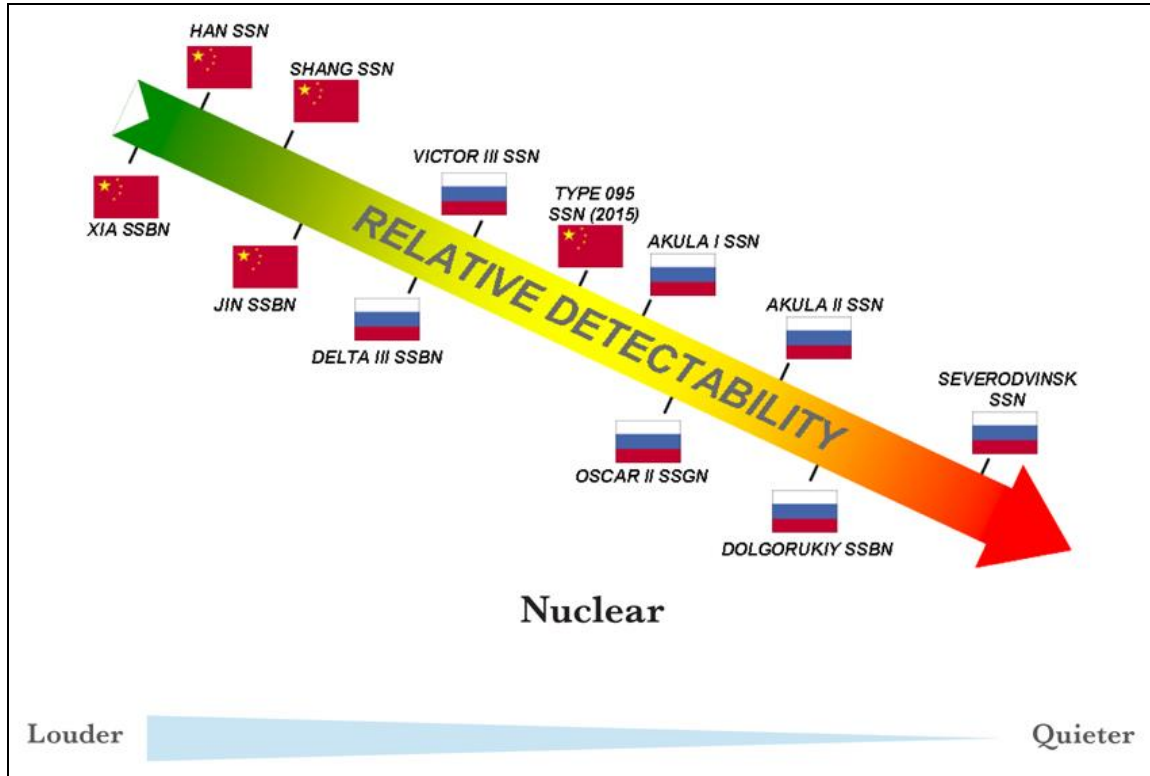 HAN SSN
SHANG SSN
XIA SSBN
JIN SSBN
VICTOR III SSN
DELTA III SSBN
TYPE 095
SSN (2015)
AKULA I SSN
RELATIVE DETECTABILITY
OSCAR II SSGN
AKULA II SSN
DOLGORUKIY SSBN
SEVERODVINSK
SSN
Nuclear
Louder
Quieter